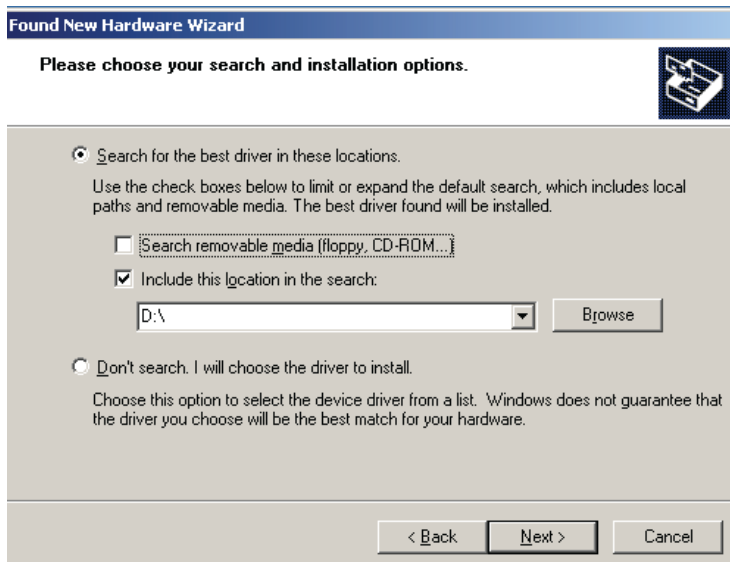 Found New Hardware Wizard
Please choose your search and installation options.
Search for the best driver in these locations.
Use the check boxes below to limit or expand the default search, which includes local
paths and removable media. The best driver found will be installed.
Search removable media (floppy, CD-ROM...)
Include this location in the search:
D:\
Browse
Don't search. I will choose the driver to install.
Choose this option to select the device driver from a list. Windows does not guarantee that
the driver you choose will be the best match for your hardware.
< Back Next > Cancel